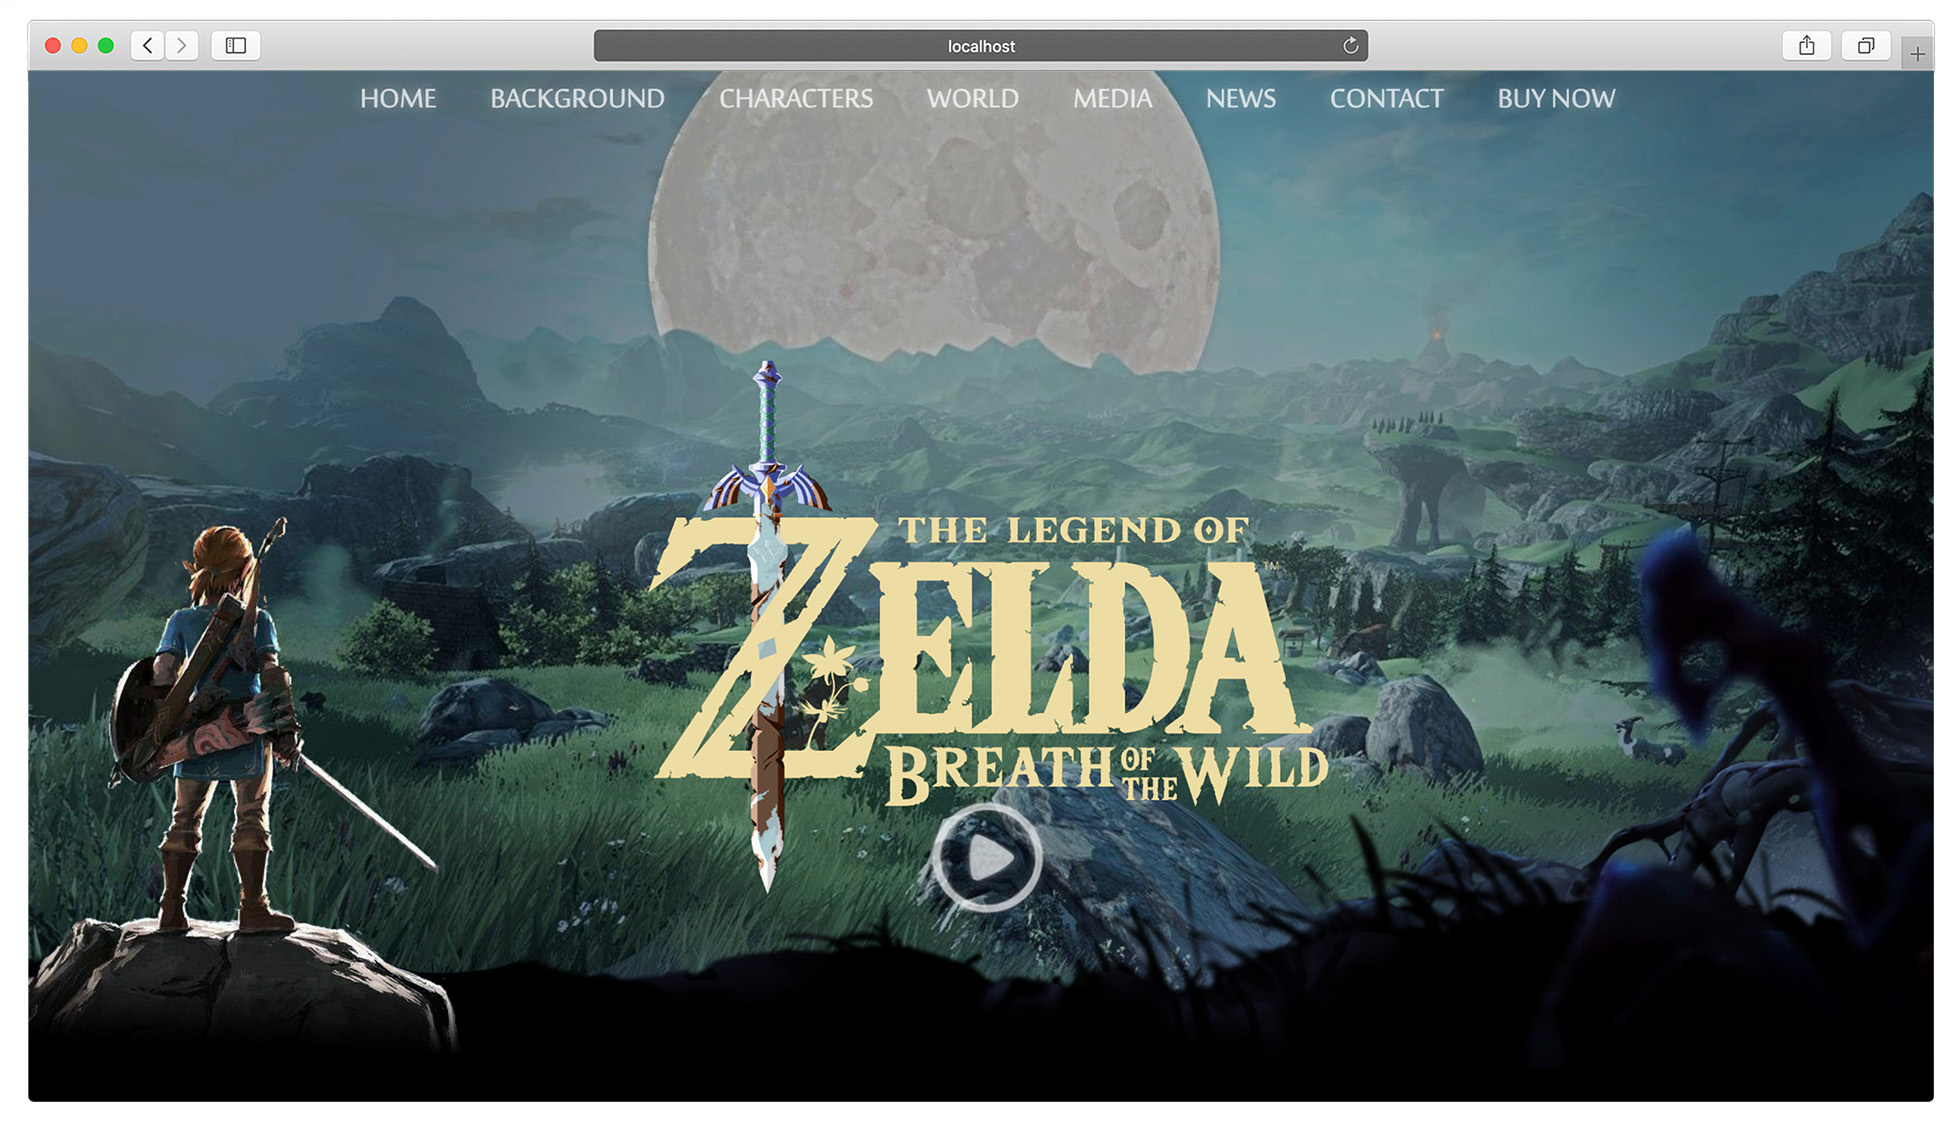 localhost
HOME BACKGROUND CHARACTERS WORLD MEDIA NEWS CONTACT BUY NOW
THE LEGEND OF
ZELDA™
BREATH OF THE WILD